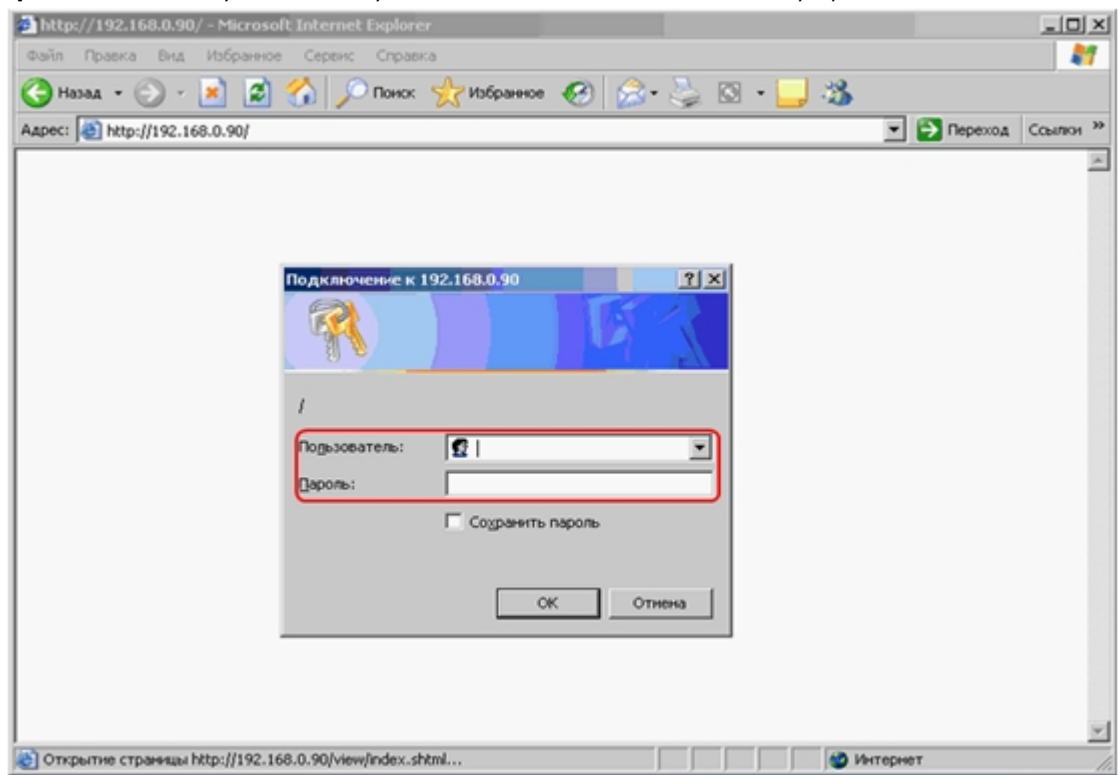 http://192.168.0.90/ - Microsoft Internet Explorer
Файл Правка Вид Избранное Сервис Справка
Назад Поиск Избранное
Адрес: http://192.168.0.90/ Переход Ссылки »
Подключение к 192.168.0.90
/
Пользователь:
Пароль:
Сохранить пароль
OK Отмена
Открытие страницы http://192.168.0.90/view/index.shtml... Интернет